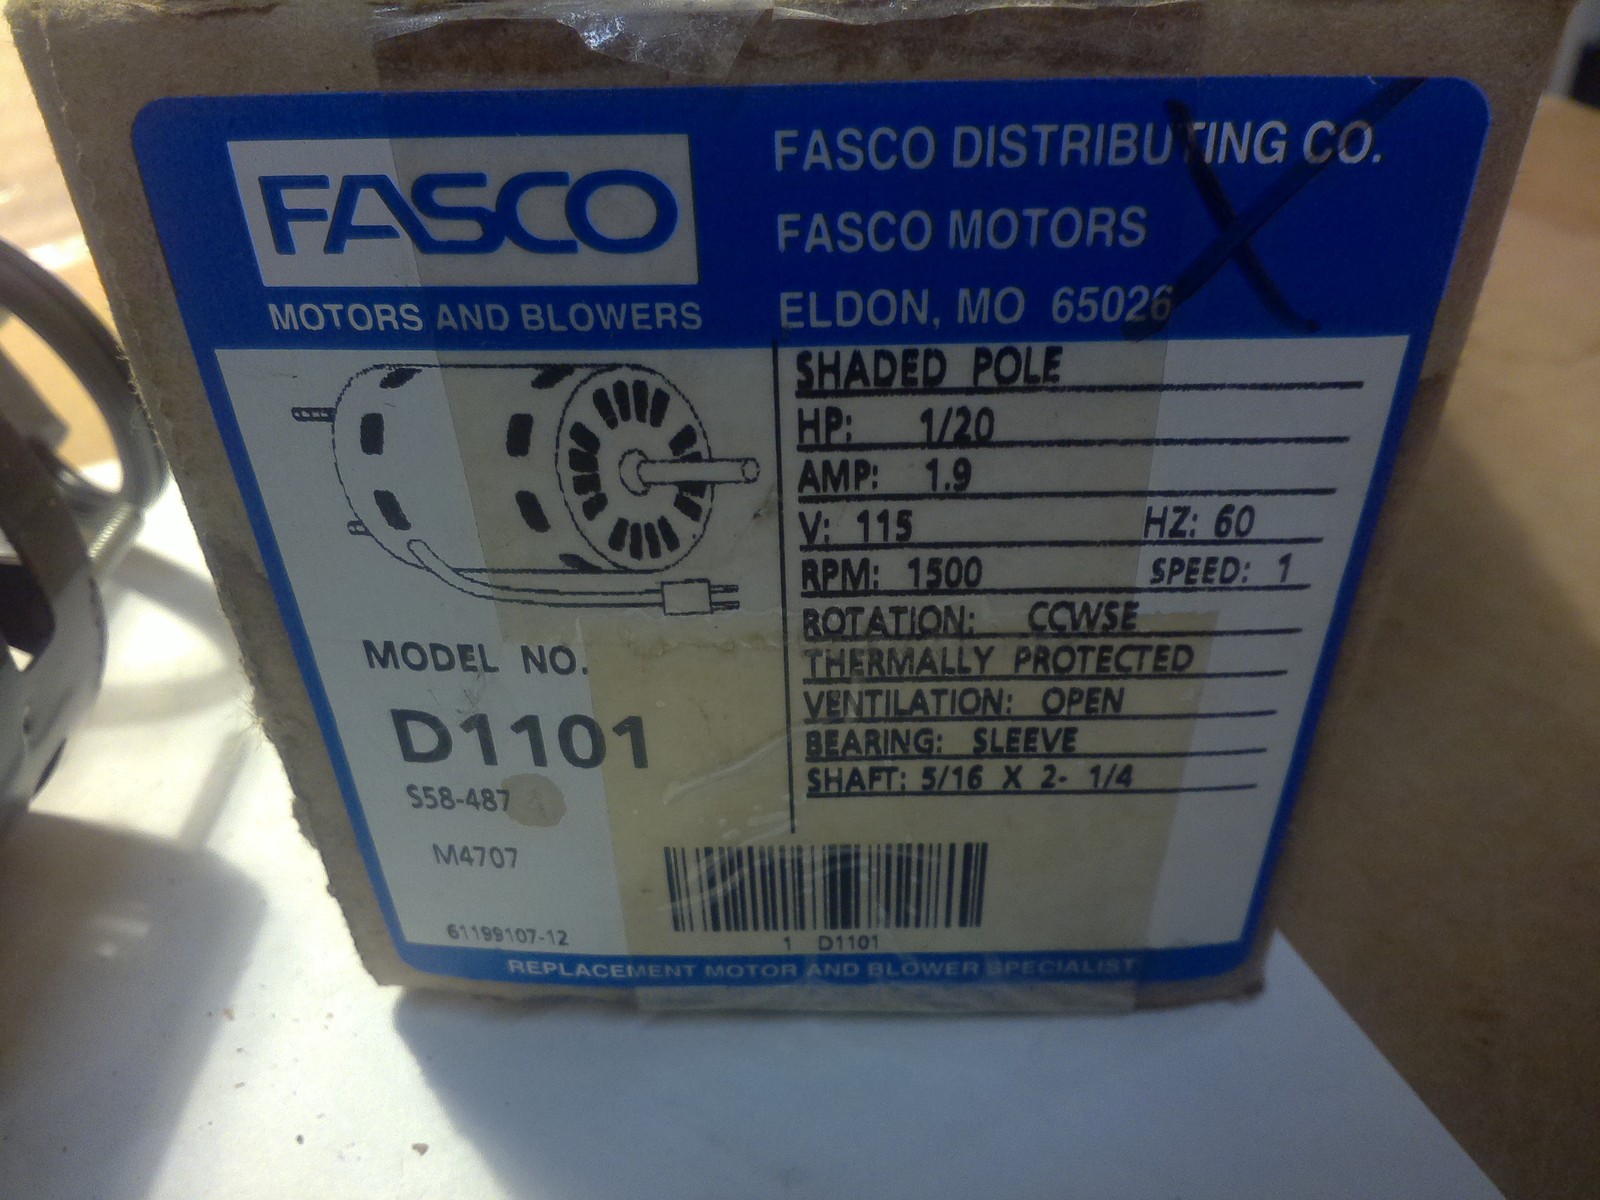 FASCO
MOTORS AND BLOWERS
FASCO DISTRIBUTING CO.
FASCO MOTORS
ELDON, MO 65026
SHADED POLE
HP: 1/20
AMP: 1.9
V: 115 HZ: 60
RPM: 1500 SPEED: 1
ROTATION: CCWSE
THERMALLY PROTECTED
VENTILATION: OPEN
BEARING: SLEEVE
SHAFT: 5/16 X 2- 1/4
MODEL NO.
D1101
S58-487
M4707
61199107-12
1 D1101
REPLACEMENT MOTOR AND BLOWER SPECIALIST